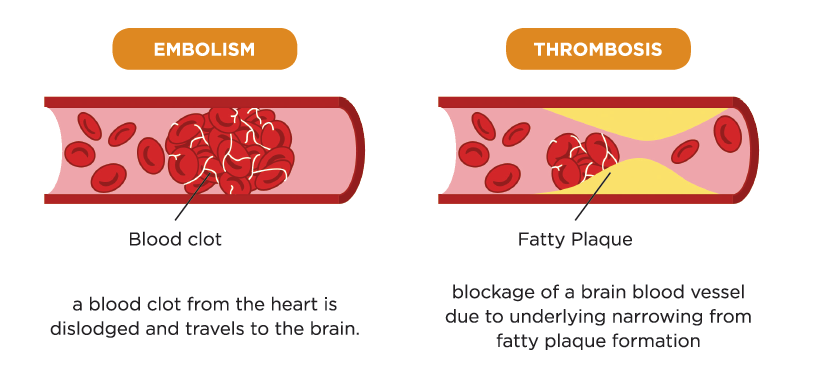 EMBOLISM
Blood clot
a blood clot from the heart is
dislodged and travels to the brain.
THROMBOSIS
Fatty Plaque
blockage of a brain blood vessel
due to underlying narrowing from
fatty plaque formation